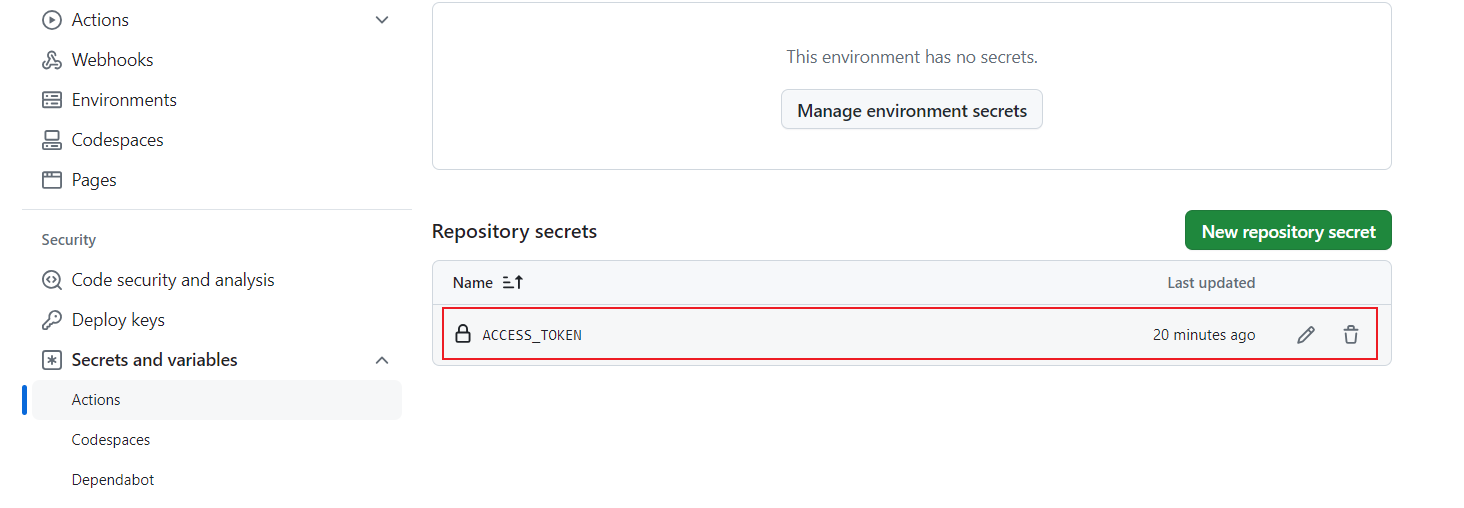 Actions
Webhooks
Environments
Codespaces
Pages
Security
Code security and analysis
Deploy keys
Secrets and variables
Actions
Codespaces
Dependabot
This environment has no secrets.
Manage environment secrets
Repository secrets
New repository secret
Name
Last updated
ACCESS_TOKEN
20 minutes ago